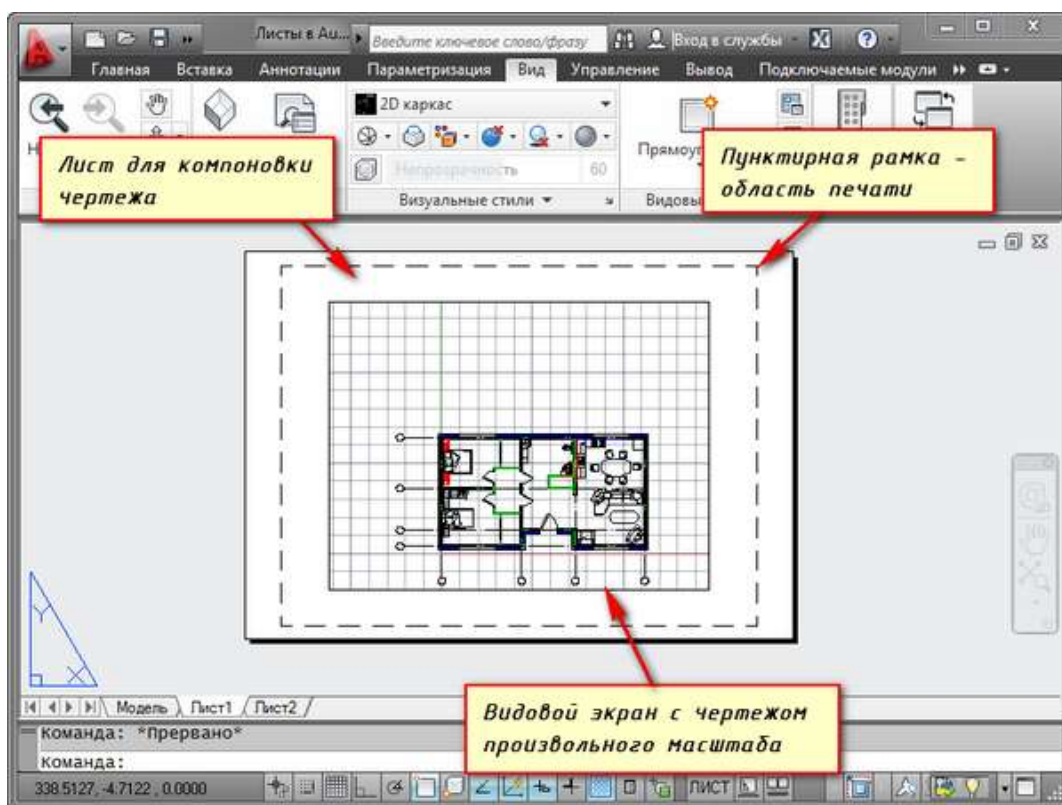 Листы в Au...
Введите ключевое слово/фразу
Вход в службы
Главная Вставка Аннотации Параметризация Вид Управление Вывод Подключаемые модули
2D каркас
Непрозрачность 60
Визуальные стили
Лист для компоновки
чертежа
Пунктирная рамка -
область печати
Y
X
Видовой экран с чертежом
произвольного масштаба
Модель Лист1 Лист2
Команда: *Прервано*
Команда:
338.5127, -4.7122, 0.0000 ЛИСТ